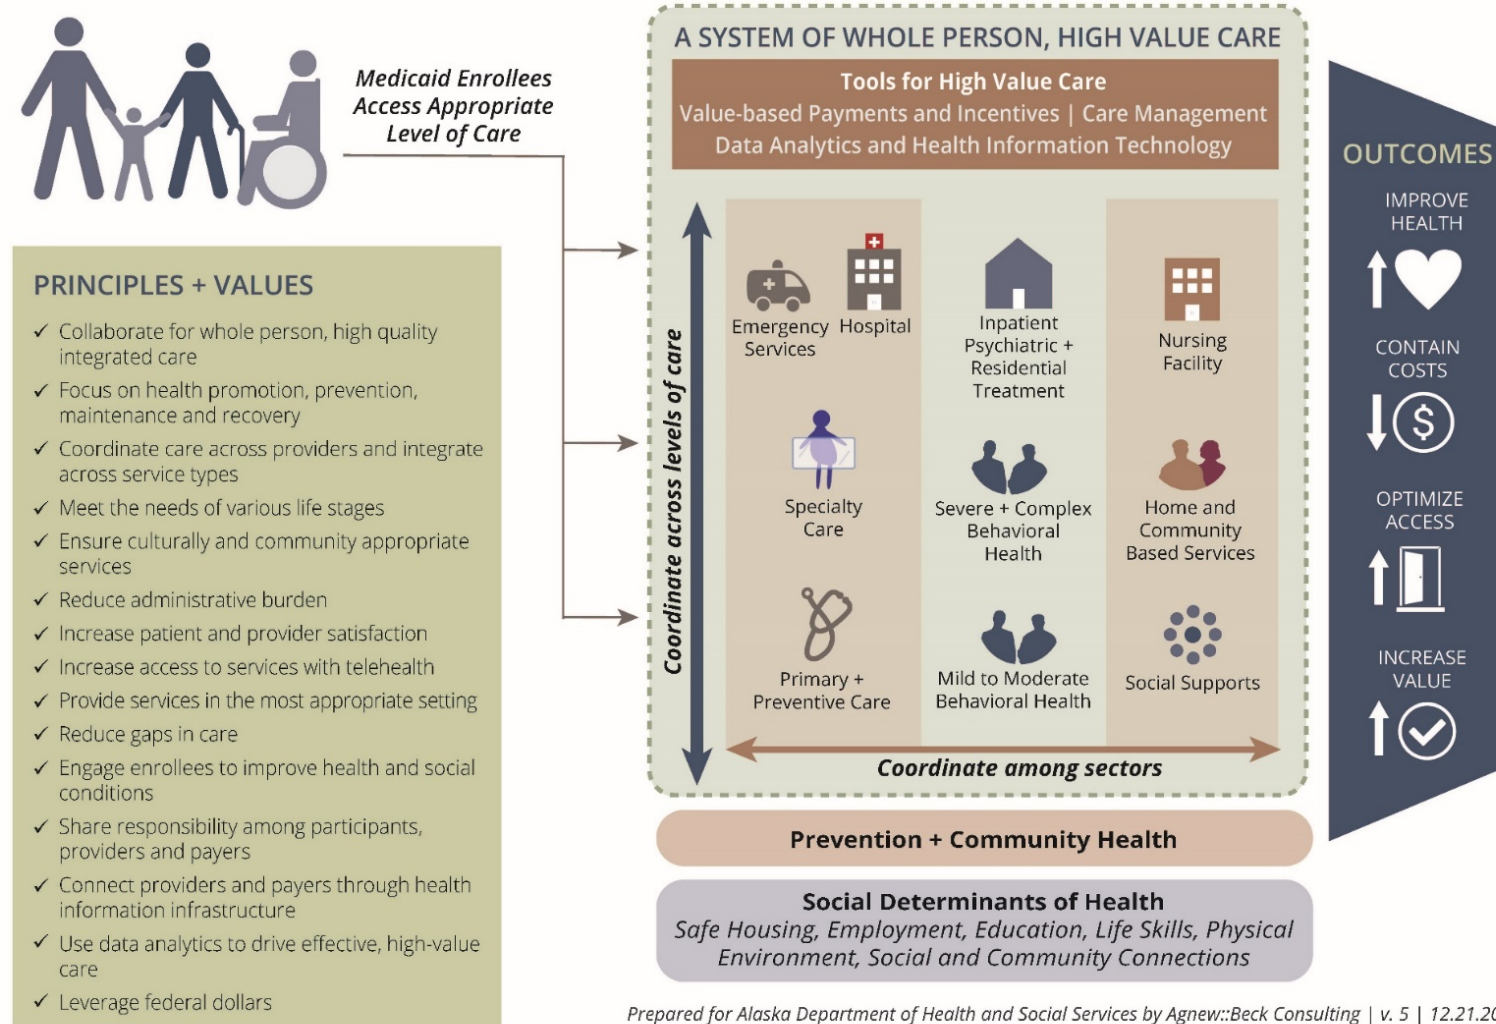 Medicaid Enrollees
Access Appropriate
Level of Care
PRINCIPLES + VALUES
✓ Collaborate for whole person, high quality
integrated care
✓ Focus on health promotion, prevention,
maintenance and recovery
✓ Coordinate care across providers and integrate
across service types
✓ Meet the needs of various life stages
✓ Ensure culturally and community appropriate
services
✓ Reduce administrative burden
✓ Increase patient and provider satisfaction
✓ Increase access to services with telehealth
✓ Provide services in the most appropriate setting
✓ Reduce gaps in care
✓ Engage enrollees to improve health and social
conditions
✓ Share responsibility among participants,
providers and payers
✓ Connect providers and payers through health
information infrastructure
✓ Use data analytics to drive effective, high-value
care
✓ Leverage federal dollars
A SYSTEM OF WHOLE PERSON, HIGH VALUE CARE
Tools for High Value Care
Value-based Payments and Incentives | Care Management
Data Analytics and Health Information Technology
Coordinate across levels of care
Emergency
Services
Hospital
Inpatient
Psychiatric +
Residential
Treatment
Nursing
Facility
Specialty
Care
Severe + Complex
Behavioral
Health
Home and
Community
Based Services
Primary +
Preventive Care
Mild to Moderate
Behavioral Health
Social Supports
Coordinate among sectors
Prevention + Community Health
Social Determinants of Health
Safe Housing, Employment, Education, Life Skills, Physical
Environment, Social and Community Connections
OUTCOMES
IMPROVE
HEALTH
CONTAIN
COSTS
$
OPTIMIZE
ACCESS
INCREASE
VALUE
Prepared for Alaska Department of Health and Social Services by Agnew::Beck Consulting | v. 5 |